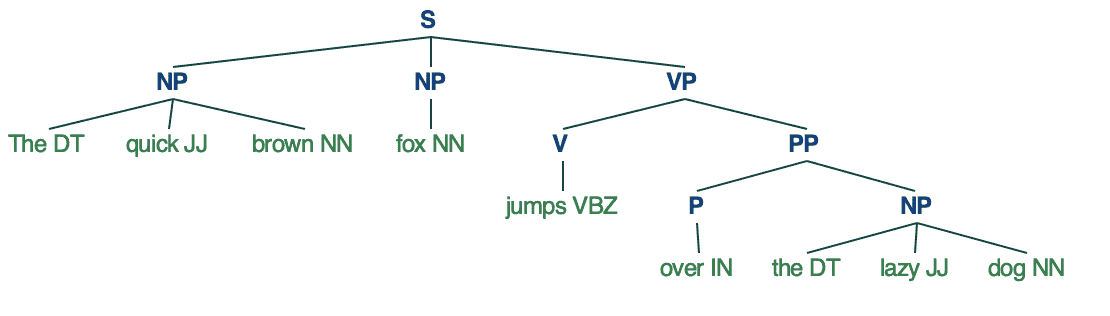 S
NP NP VP
The DT quick JJ brown NN fox NN V PP
jumps VBZ P NP
over IN the DT lazy JJ dog NN